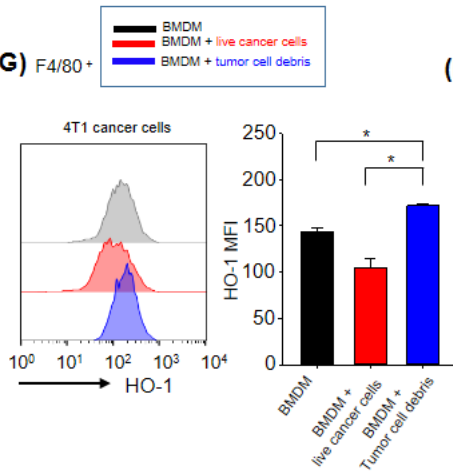 BMDM
BMDM + live cancer cells
BMDM + tumor cell debris
G) F4/80 +
(
4T1 cancer cells
10⁰ 10¹ 10² 10³ 10⁴
HO-1
HO-1 MFI
250
200
150
100
50
0
* 
*
BMDM
BMDM +
live cancer cells
BMDM +
Tumor cell debris